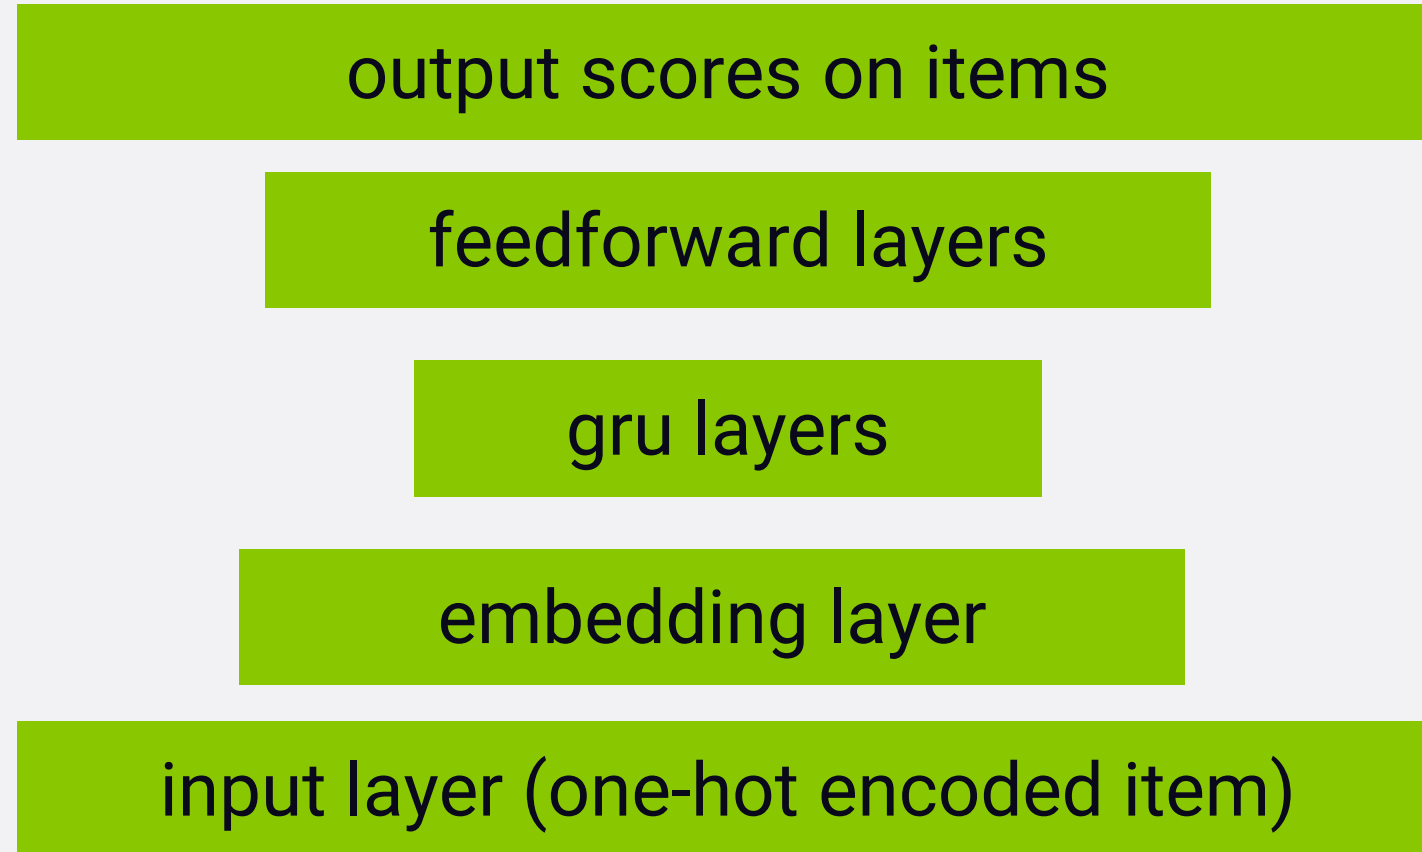 output scores on items
feedforward layers
gru layers
embedding layer
input layer (one-hot encoded item)